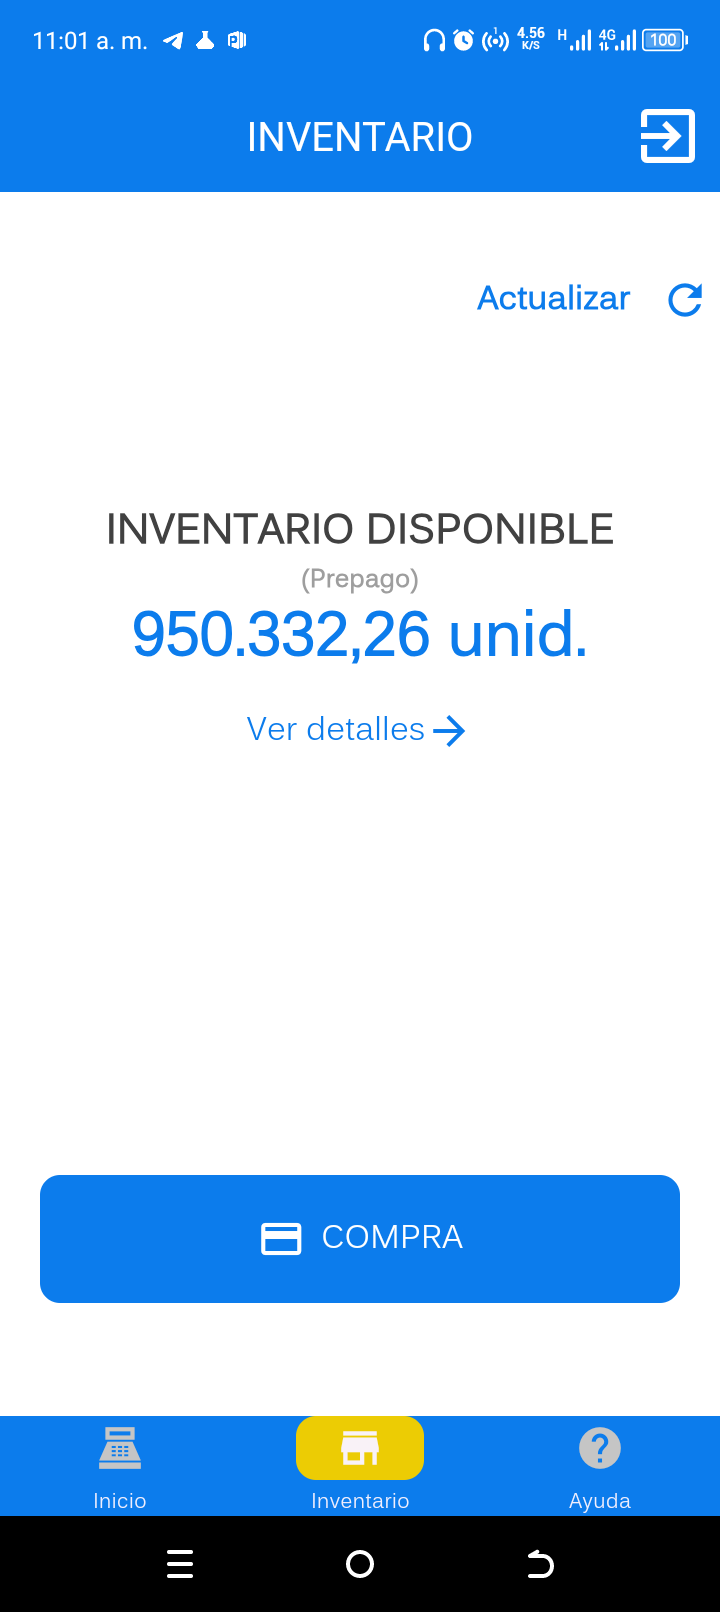 11:01 a. m. 1 4.56 K/S H 4G 100
INVENTARIO
Actualizar
INVENTARIO DISPONIBLE
(Prepago)
950.332,26 unid.
Ver detalles
COMPRA
Inicio Inventario Ayuda